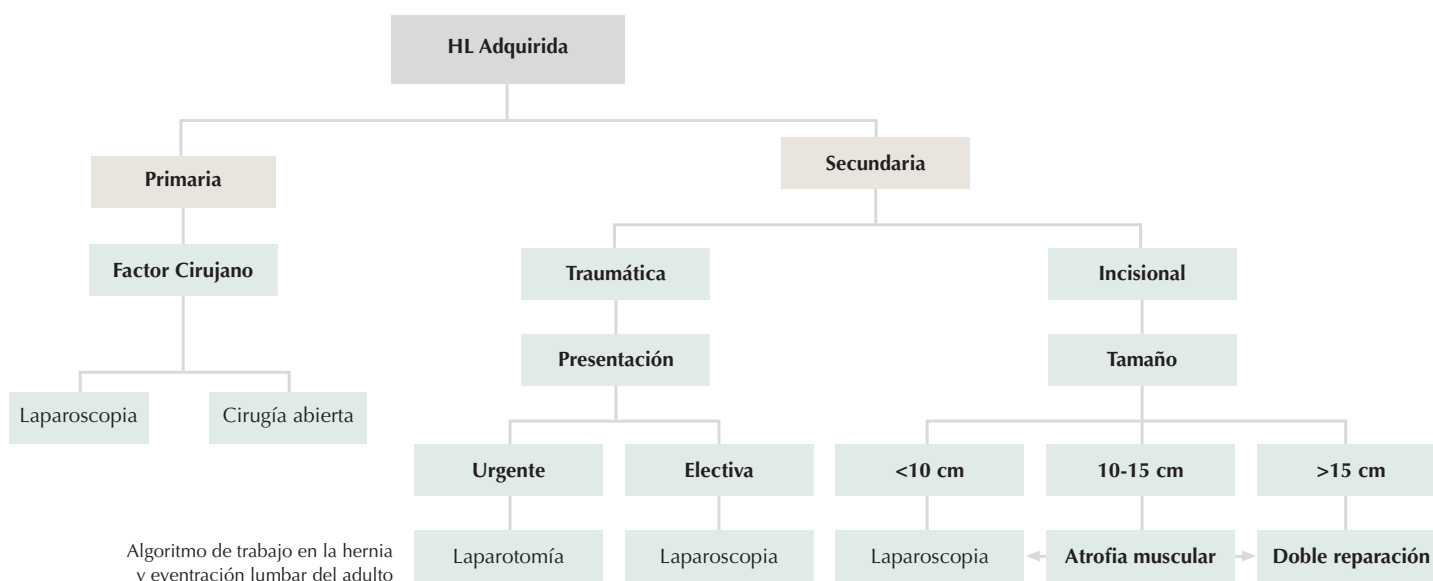 HL Adquirida
Primaria
Secundaria
Factor Cirujano
Traumática
Incisional
Presentación
Tamaño
Laparoscopia
Cirugía abierta
Urgente
Electiva
<10 cm
10-15 cm
>15 cm
Laparotomía
Laparoscopia
Laparoscopia
Atrofia muscular
Doble reparación
Algoritmo de trabajo en la hernia
y eventración lumbar del adulto